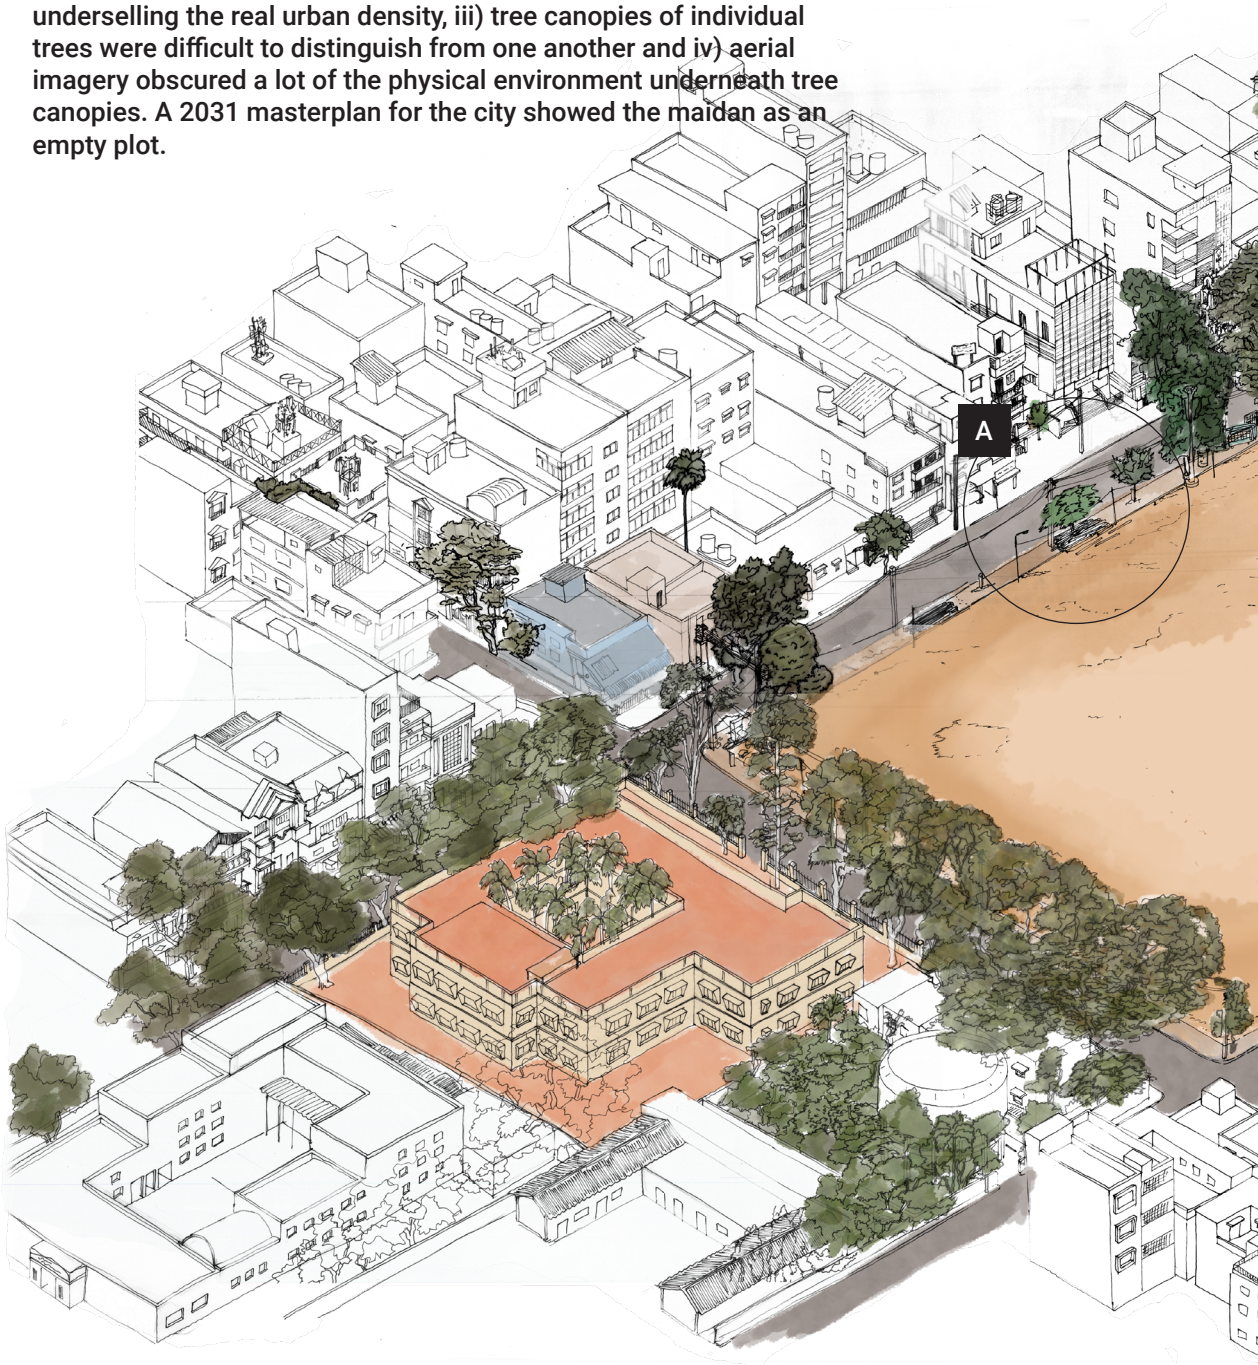 underselling the real urban density, iii) tree canopies of individual
trees were difficult to distinguish from one another and iv) aerial
imagery obscured a lot of the physical environment underneath tree
canopies. A 2031 masterplan for the city showed the maidan as an
empty plot.
A